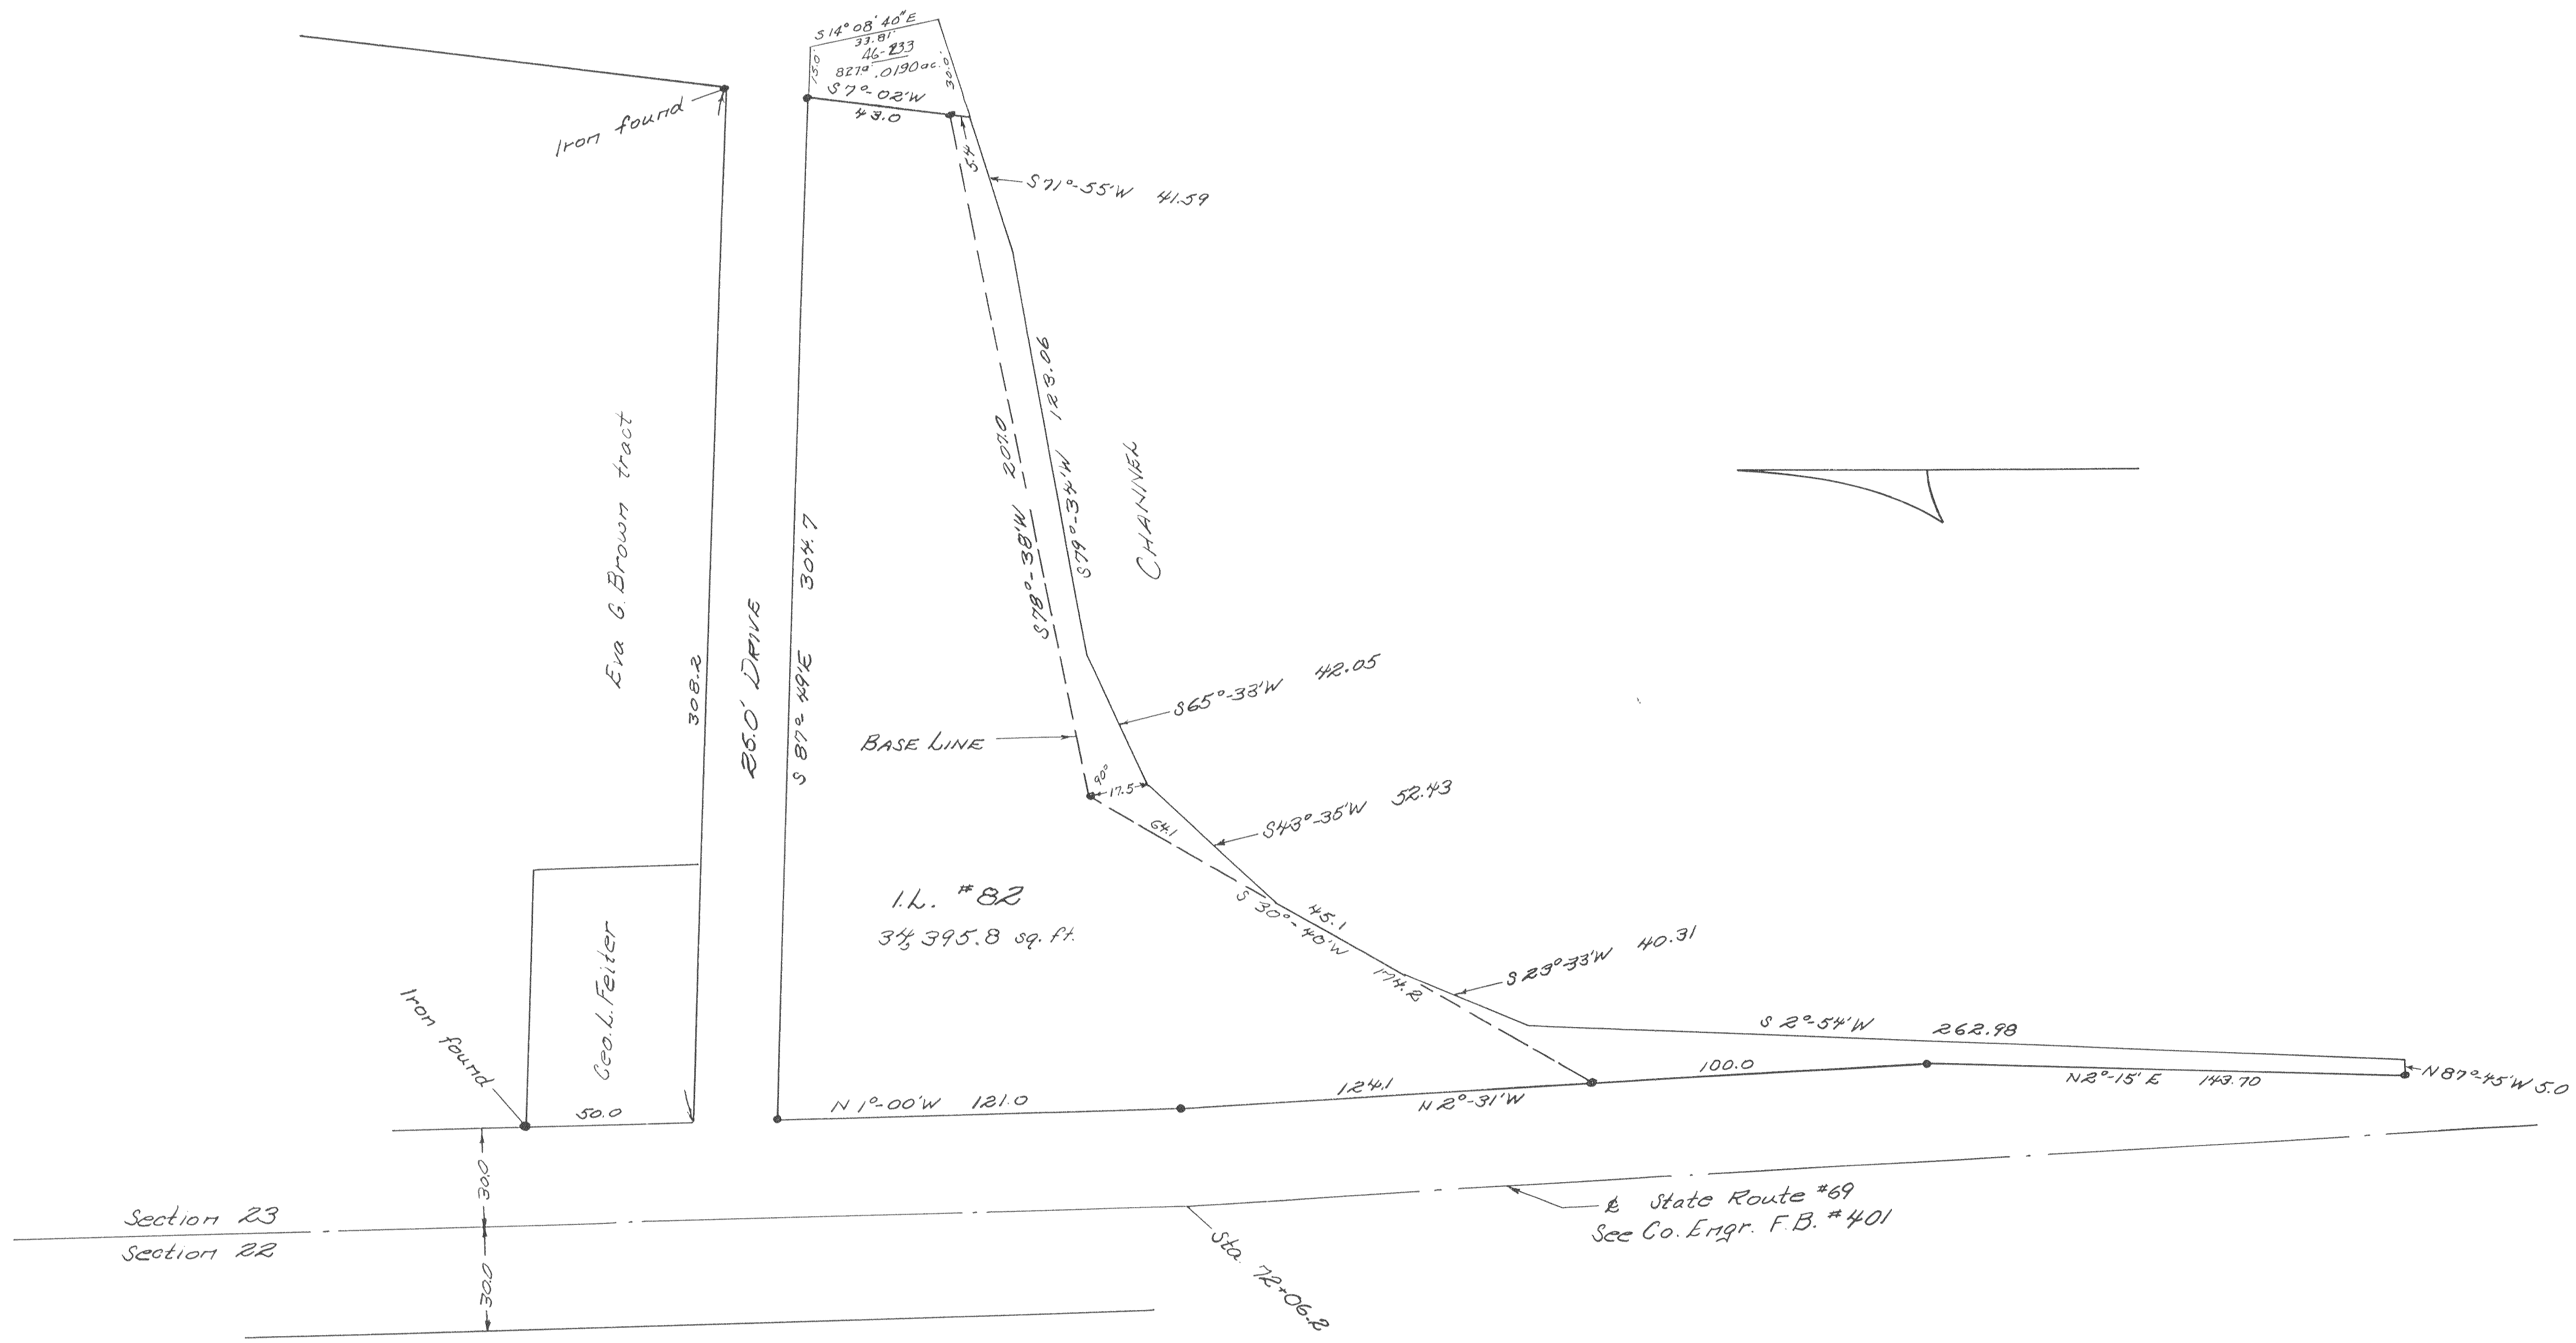 S 14° 08' 40" E
33.81'
46-233
827.ᵠ .0190 ac.
15.0'
30.0'
S 7°-02'W
43.0
Iron found
5.4
S 71°-55'W 41.59
Eva G. Brown tract
308.2
25.0' DRIVE
S 87°-49'E 304.7
S 78°-38'W 207.0
S 79°-34'W 123.06
CHANNEL
S 65°-33'W 42.05
BASE LINE
90°
17.5
64.1
S 43°-35'W 52.43
I.L. #82
34,395.8 sq. ft.
45.1
S 30°-40'W 174.2
S 23°-33'W 40.31
Iron found
Geo. L. Feiter
50.0
S 2°-54'W 262.98
N 1°-00'W 121.0
124.1
N 2°-31'W
100.0
N 2°-15'E 143.70
N 87°-45'W 5.0
30.0
30.0
Section 23
Section 22
Sta. 72+06.2
℄ State Route #69
See Co. Engr. F.B. #401